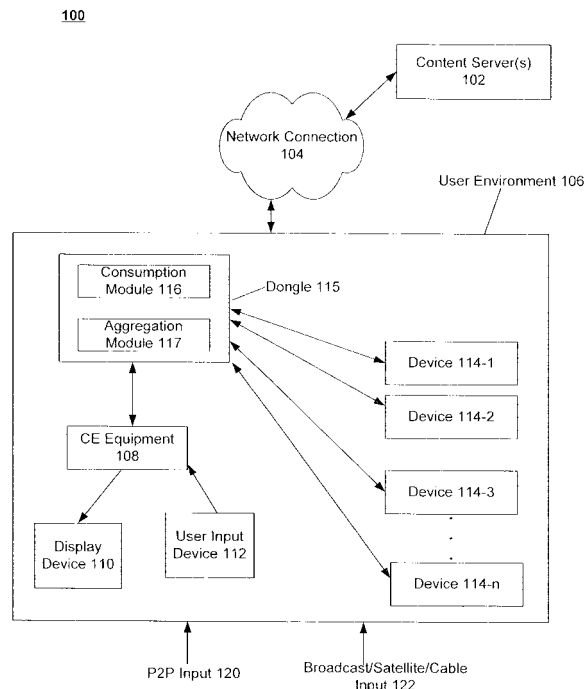 100
Content Server(s)
102
Network Connection
104
User Environment 106
Consumption
Module 116
Dongle 115
Aggregation
Module 117
Device 114-1
Device 114-2
CE Equipment
108
Device 114-3
Display
Device 110
User Input
Device 112
Device 114-n
P2P Input 120
Broadcast/Satellite/Cable
Input 122